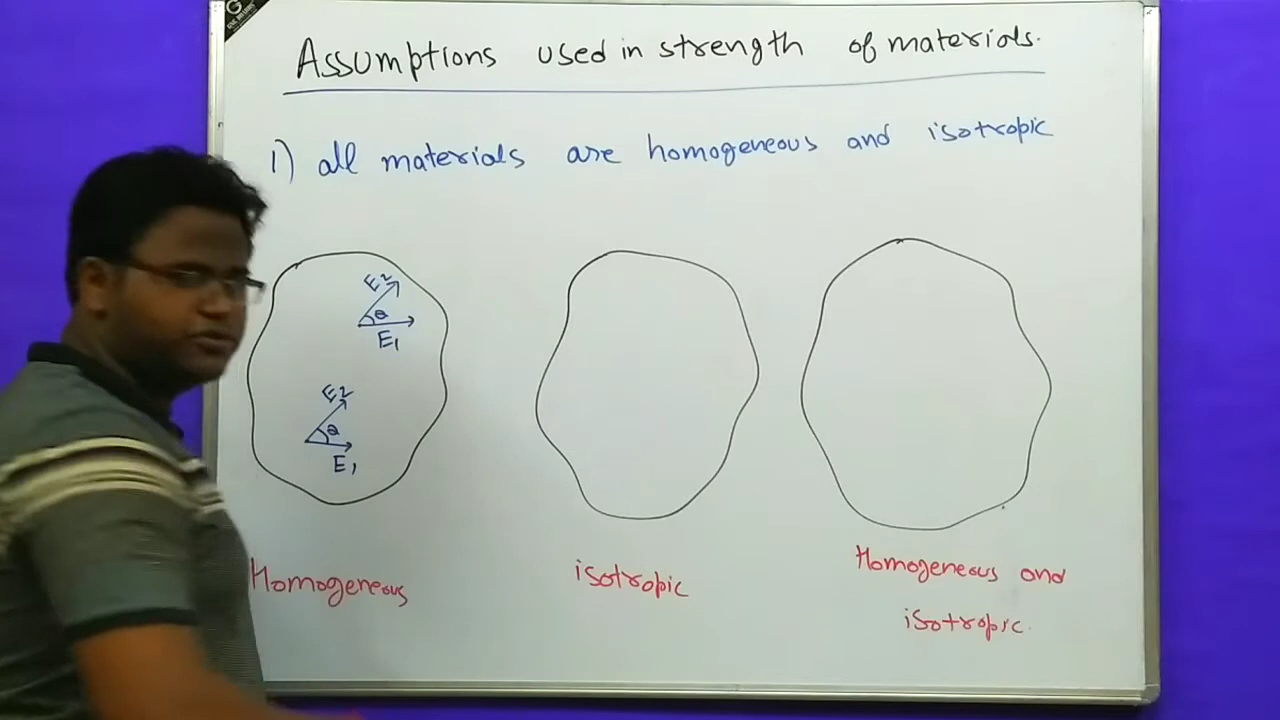 Assumptions used in strength of materials.
1) all materials are homogeneous and isotropic
E2
θ
E1
E2
θ
E1
Homogeneous
isotropic
Homogeneous and
isotropic.